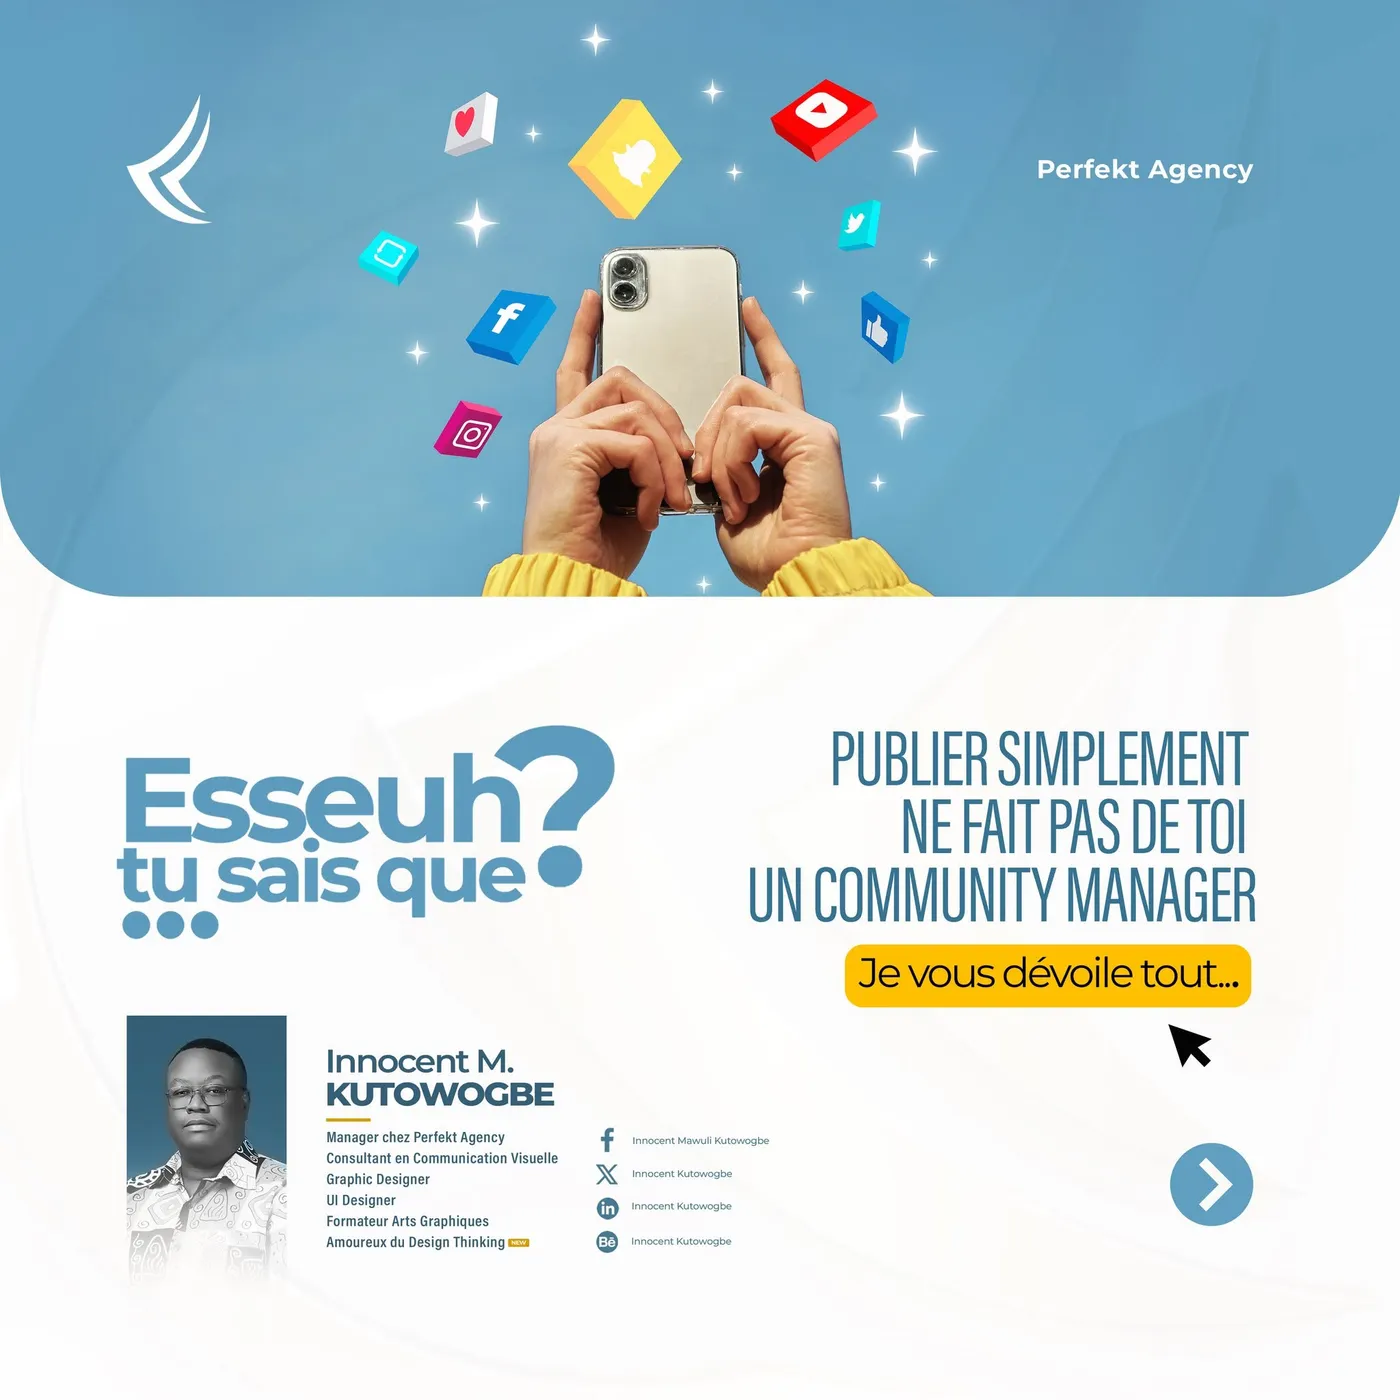 Perfekt Agency
Esseuh?
tu sais que
...
PUBLIER SIMPLEMENT
NE FAIT PAS DE TOI
UN COMMUNITY MANAGER
Je vous dévoile tout...
Innocent M.
KUTOWOGBE
Manager chez Perfekt Agency
Consultant en Communication Visuelle
Graphic Designer
UI Designer
Formateur Arts Graphiques
Amoureux du Design Thinking NEW
Innocent Mawuli Kutowogbe
Innocent Kutowogbe
Innocent Kutowogbe
Innocent Kutowogbe